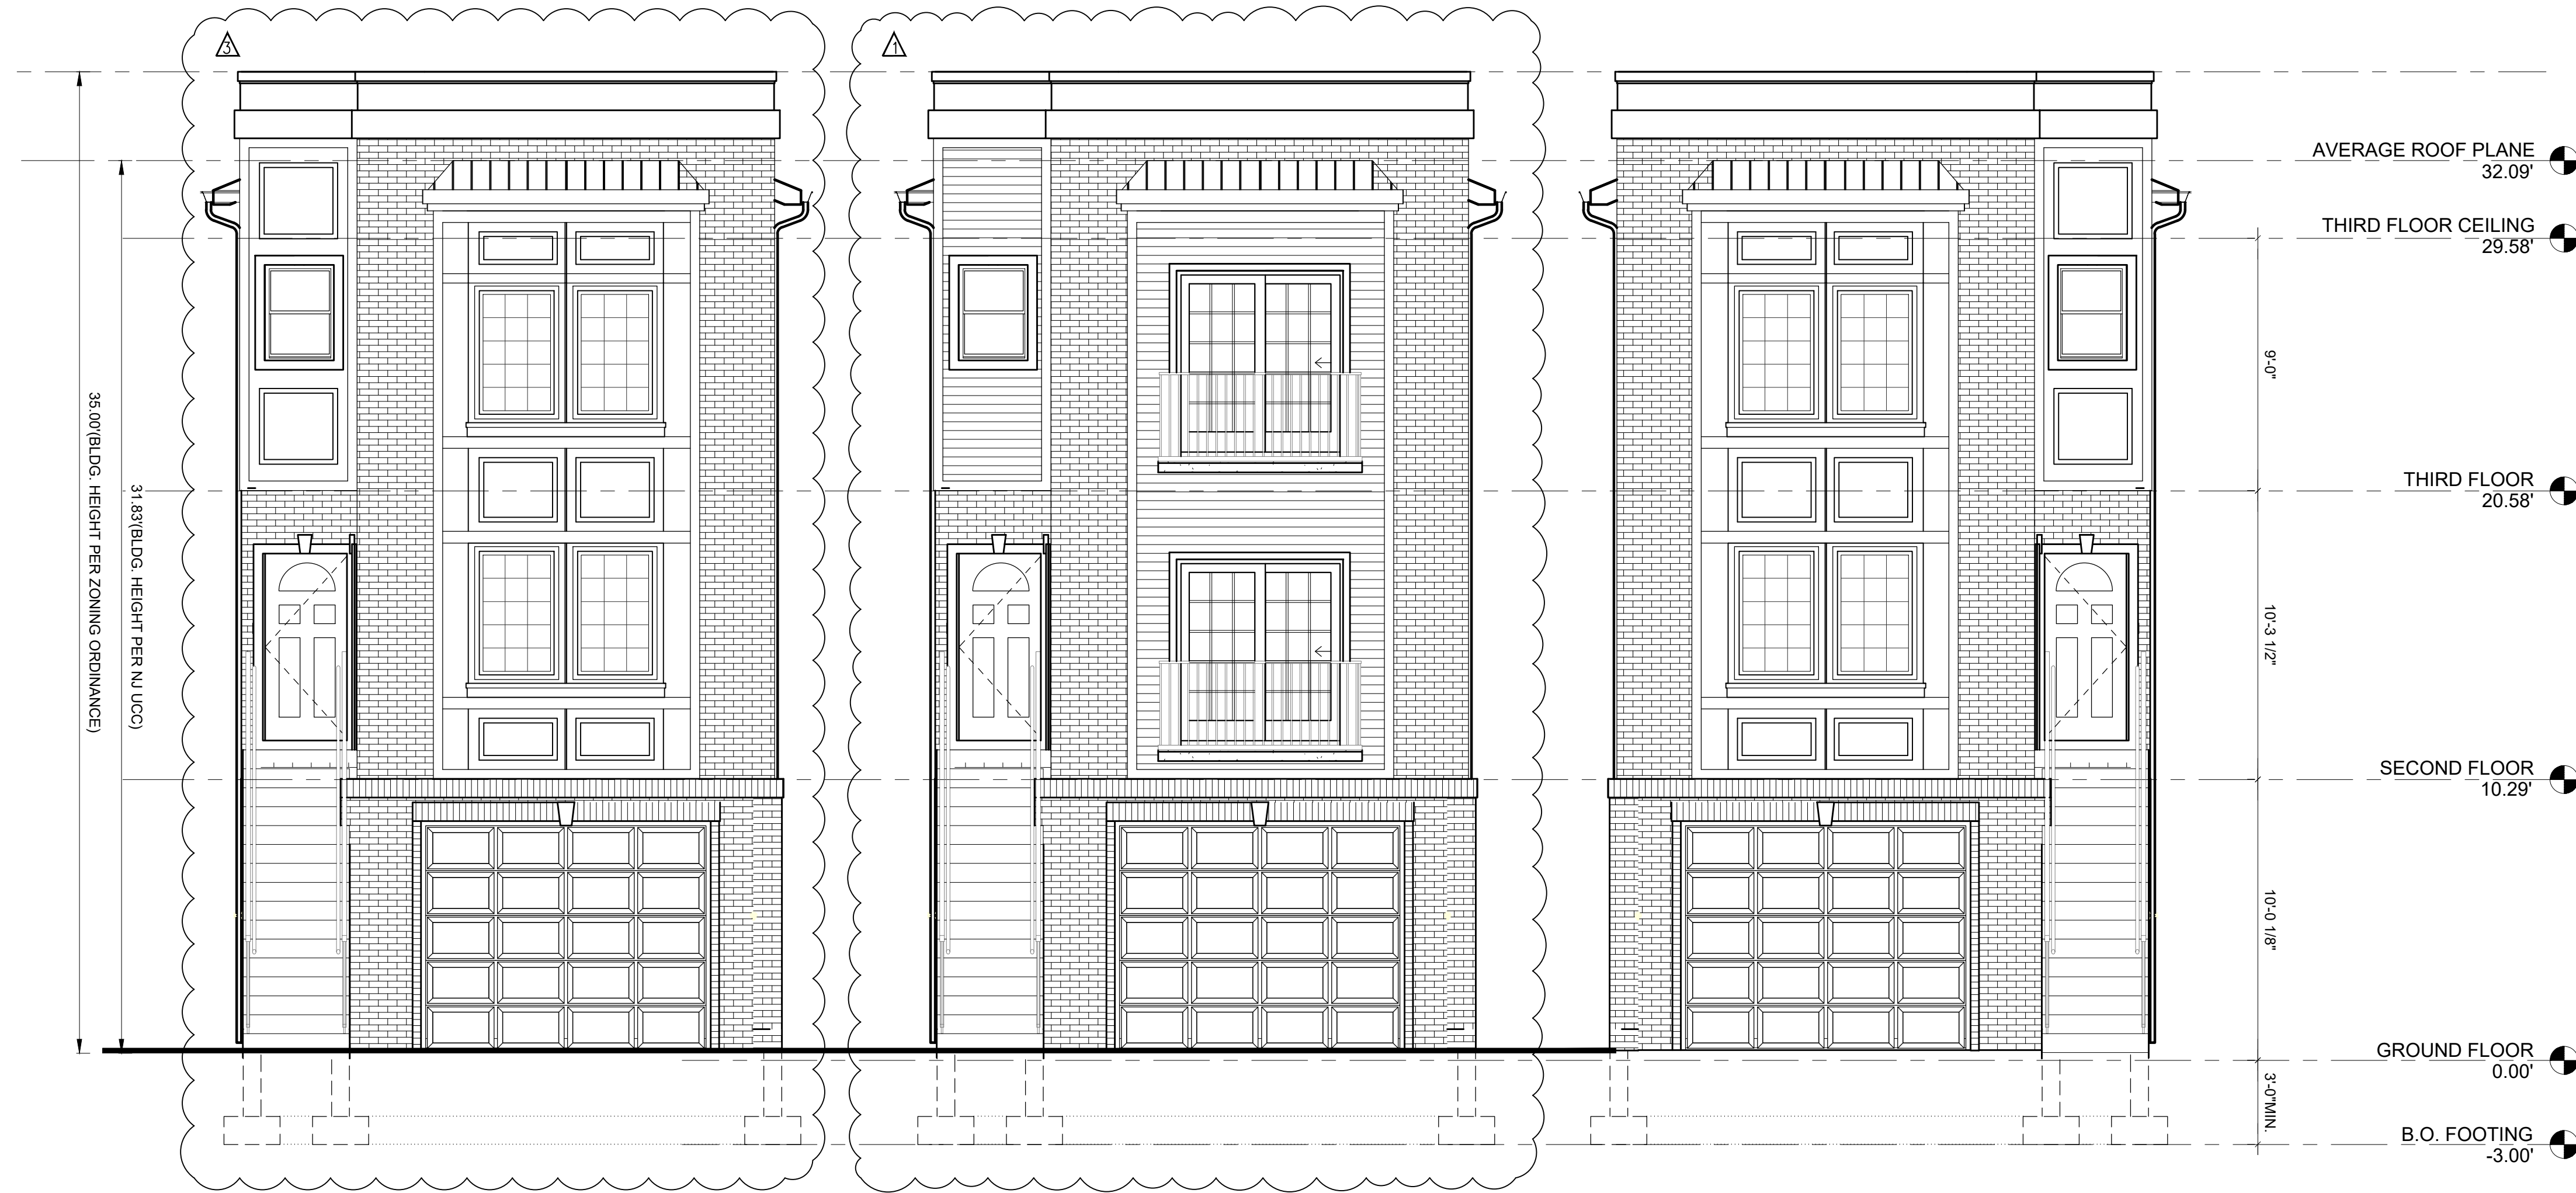 3
1
AVERAGE ROOF PLANE
32.09'
THIRD FLOOR CEILING
29.58'
9'-0"
THIRD FLOOR
20.58'
10'-3 1/2"
SECOND FLOOR
10.29'
10'-0 1/8"
GROUND FLOOR
0.00'
3'-0"MIN.
B.O. FOOTING
-3.00'
35.00'(BLDG. HEIGHT PER ZONING ORDINANCE)
31.83'(BLDG. HEIGHT PER NJ UCC)